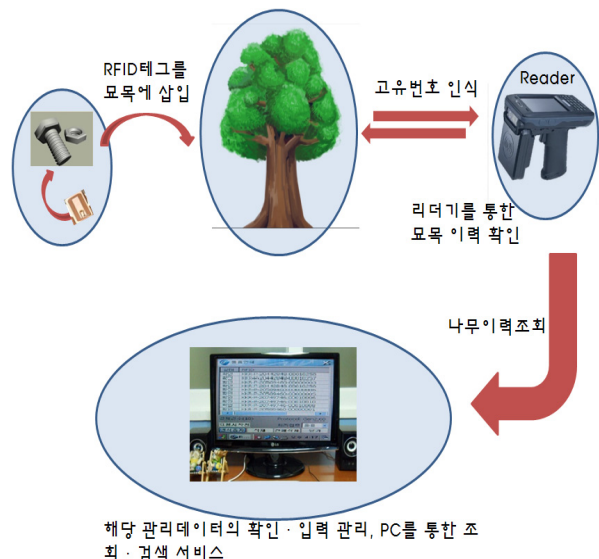 RFID테그를
묘목에 삽입
고유번호 인식
Reader
리더기를 통한
묘목 이력 확인
나무이력조회
해당 관리데이터의 확인 · 입력 관리, PC를 통한 조
회 · 검색 서비스